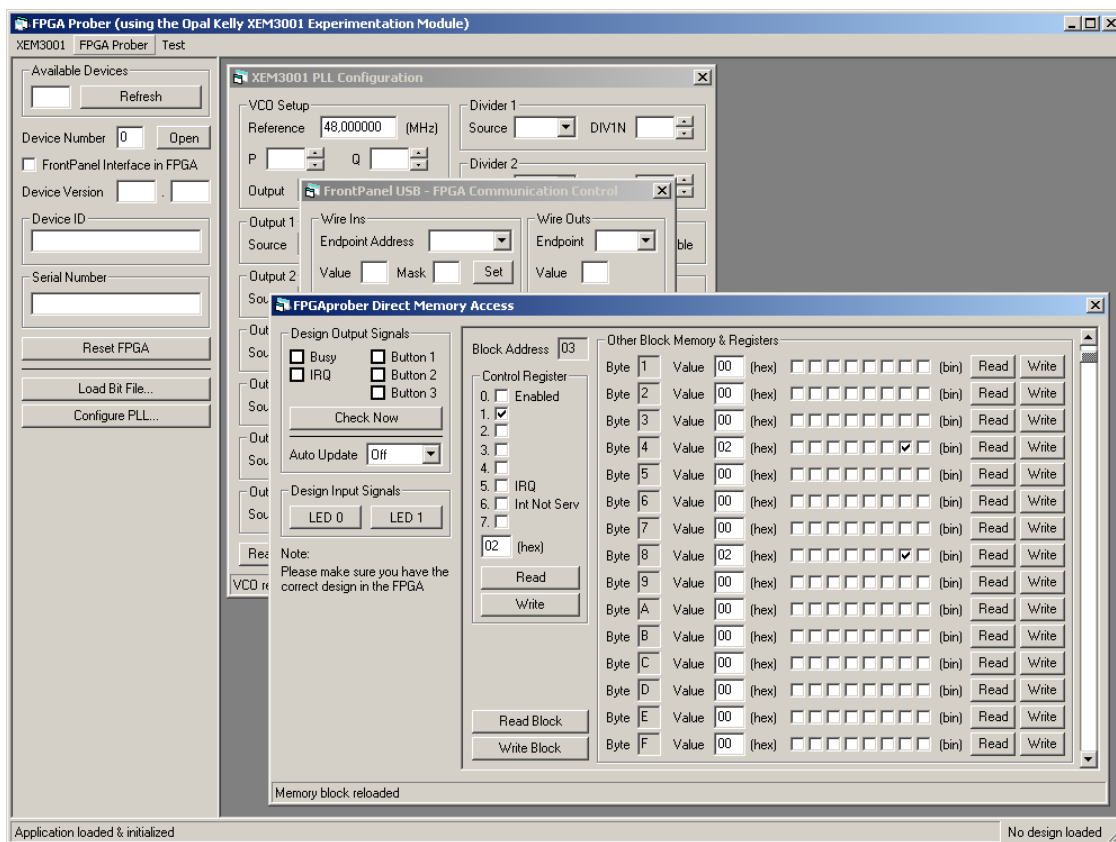 FPGA Prober (using the Opal Kelly XEM3001 Experimentation Module)
XEM3001 FPGA Prober Test
Available Devices
Refresh
Device Number 0 Open
FrontPanel Interface in FPGA
Device Version .
Device ID
Serial Number
Reset FPGA
Load Bit File...
Configure PLL...
XEM3001 PLL Configuration
VCO Setup
Reference 48,000000 (MHz)
P Q
Output
Divider 1
Source DIV1N
Divider 2
Output 1
Source
Output 2
FrontPanel USB - FPGA Communication Control
Wire Ins
Endpoint Address
Value Mask Set
Wire Outs
Endpoint
Value
FPGAprober Direct Memory Access
Design Output Signals
Busy Button 1
IRQ Button 2
Button 3
Check Now
Auto Update Off
Design Input Signals
LED 0 LED 1
Note:
Please make sure you have the
correct design in the FPGA
Block Address 03
Control Register
0. Enabled
1.
2.
3.
4.
5. IRQ
6. Int Not Serv
7.
02 (hex)
Read
Write
Read Block
Write Block
Other Block Memory & Registers
Byte 1 Value 00 (hex) (bin) Read Write
Byte 2 Value 00 (hex) (bin) Read Write
Byte 3 Value 00 (hex) (bin) Read Write
Byte 4 Value 02 (hex) (bin) Read Write
Byte 5 Value 00 (hex) (bin) Read Write
Byte 6 Value 00 (hex) (bin) Read Write
Byte 7 Value 00 (hex) (bin) Read Write
Byte 8 Value 02 (hex) (bin) Read Write
Byte 9 Value 00 (hex) (bin) Read Write
Byte A Value 00 (hex) (bin) Read Write
Byte B Value 00 (hex) (bin) Read Write
Byte C Value 00 (hex) (bin) Read Write
Byte D Value 00 (hex) (bin) Read Write
Byte E Value 00 (hex) (bin) Read Write
Byte F Value 00 (hex) (bin) Read Write
Memory block reloaded
Application loaded & initialized
No design loaded